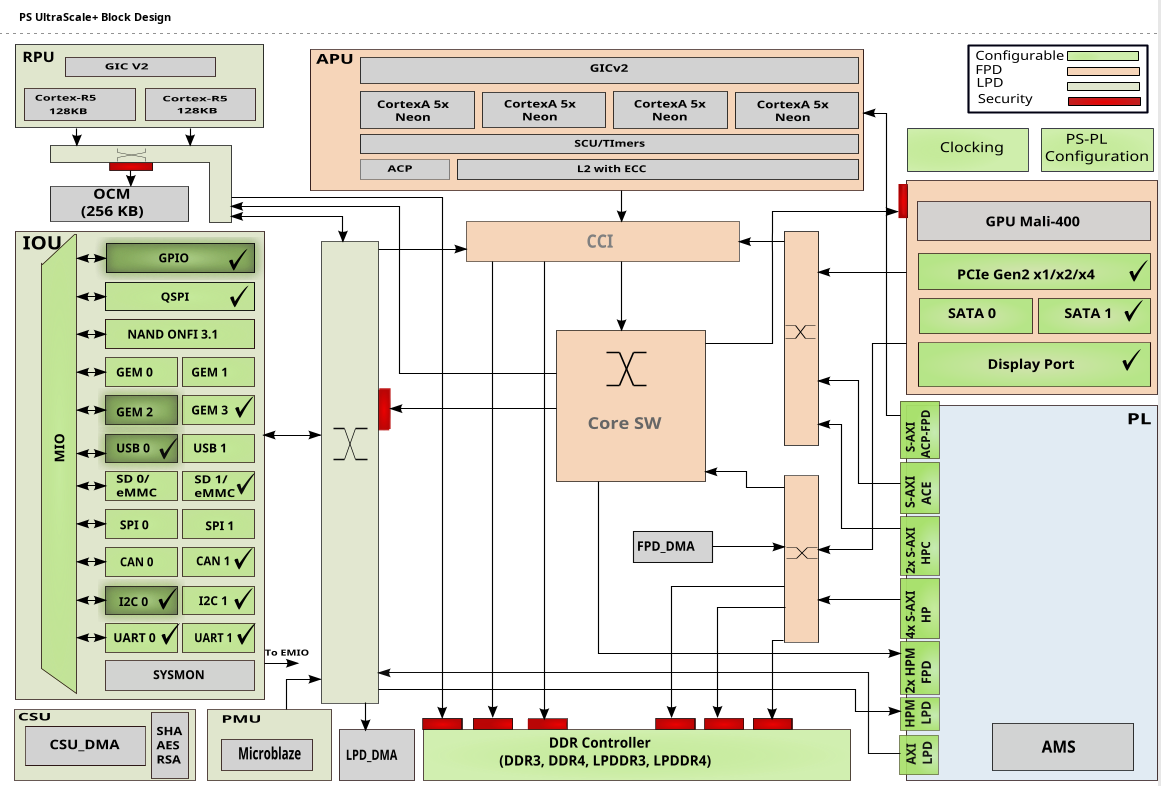 PS UltraScale+ Block Design
RPU
GIC V2
Cortex-R5
128KB
Cortex-R5
128KB
OCM
(256 KB)
APU
GICv2
CortexA 5x
Neon
CortexA 5x
Neon
CortexA 5x
Neon
CortexA 5x
Neon
SCU/TImers
ACP
L2 with ECC
Configurable
FPD
LPD
Security
Clocking
PS-PL
Configuration
IOU
MIO
GPIO
QSPI
NAND ONFI 3.1
GEM 0
GEM 1
GEM 2
GEM 3
USB 0
USB 1
SD 0/
eMMC
SD 1/
eMMC
SPI 0
SPI 1
CAN 0
CAN 1
I2C 0
I2C 1
UART 0
UART 1
SYSMON
To EMIO
CCI
Core SW
FPD_DMA
GPU Mali-400
PCIe Gen2 x1/x2/x4
SATA 0
SATA 1
Display Port
PL
S-AXI
ACP-FPD
S-AXI
ACE
2x S-AXI
HPC
4x S-AXI
HP
2x HPM
FPD
HPM
LPD
AXI
LPD
AMS
CSU
CSU_DMA
SHA
AES
RSA
PMU
Microblaze
LPD_DMA
DDR Controller
(DDR3, DDR4, LPDDR3, LPDDR4)